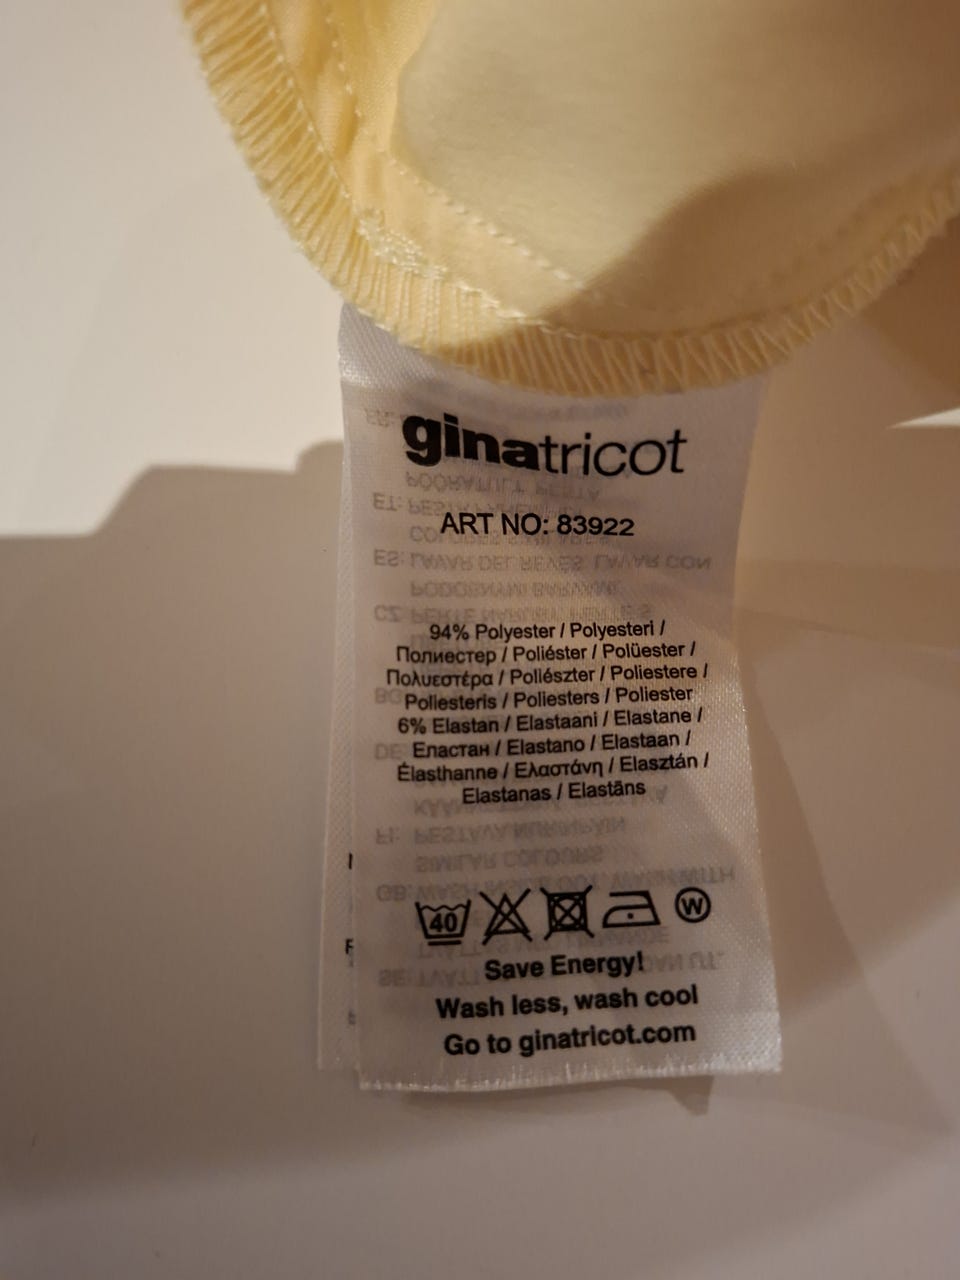 ginatricot
ART NO: 83922
94% Polyester / Polyesteri /
Полиестер / Poliéster / Polüester /
Πολυεστέρα / Poliészter / Poliestere /
Poliesteris / Poliesters / Poliester
6% Elastan / Elastaani / Elastane /
Еластан / Elastano / Elastaan /
Élasthanne / Ελαστάνη / Elasztán /
Elastanas / Elastāns
40
W
Save Energy!
Wash less, wash cool
Go to ginatricot.com